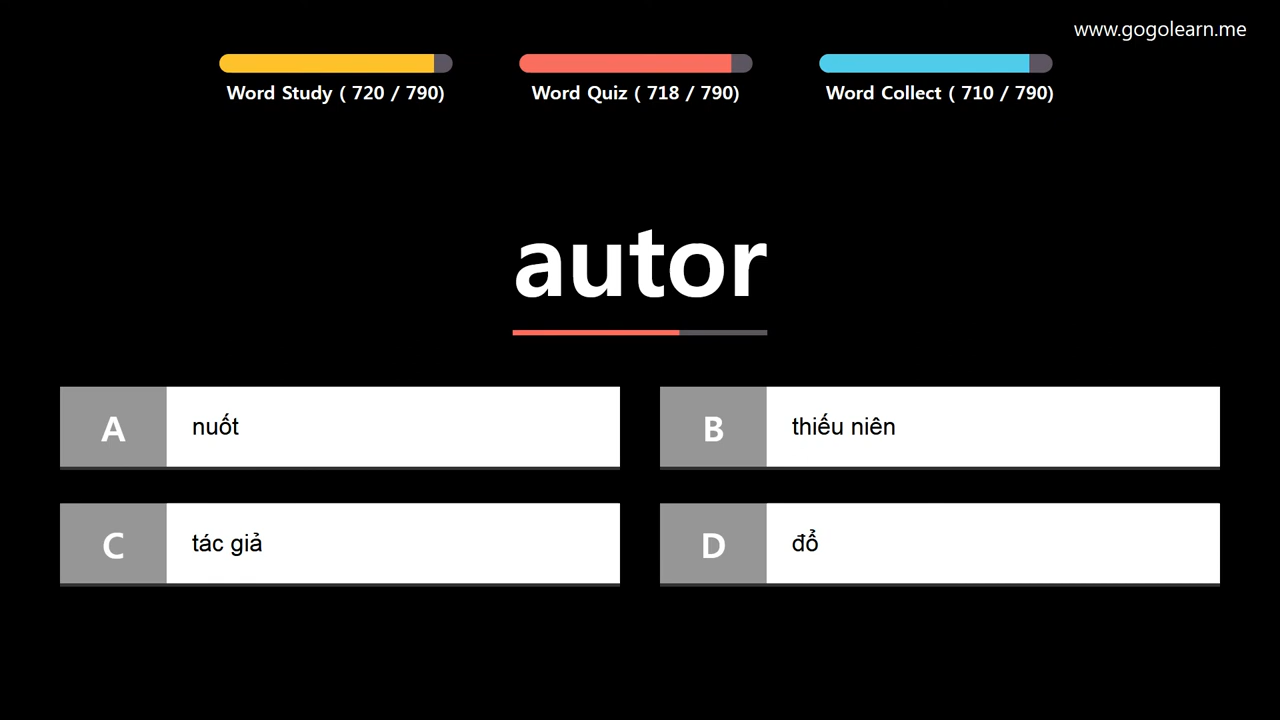 www.gogolearn.me
Word Study ( 720 / 790)
Word Quiz ( 718 / 790)
Word Collect ( 710 / 790)
autor
A nuốt
B thiếu niên
C tác giả
D đổ